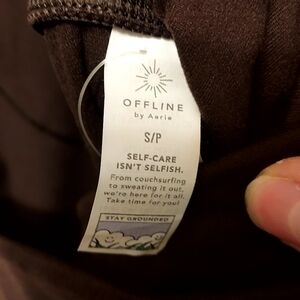 OFFLINE
by Aerie
S/P
SELF-CARE
ISN'T SELFISH.
From couchsurfing
to sweating it out,
we're here for it all.
Take time for you!
STAY GROUNDED